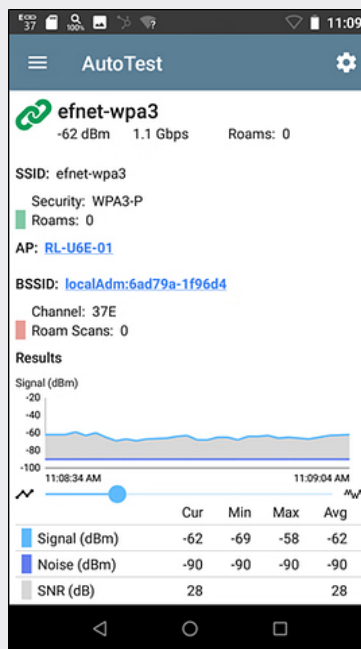 37
100%
11:09
AutoTest
efnet-wpa3
-62 dBm 1.1 Gbps Roams: 0
SSID: efnet-wpa3
Security: WPA3-P
Roams: 0
AP: RL-U6E-01
BSSID: localAdm:6ad79a-1f96d4
Channel: 37E
Roam Scans: 0
Results
Signal (dBm)
-20
-40
-60
-80
-100
11:08:34 AM 11:09:04 AM
Cur Min Max Avg
Signal (dBm) -62 -69 -58 -62
Noise (dBm) -90 -90 -90 -90
SNR (dB) 28 28